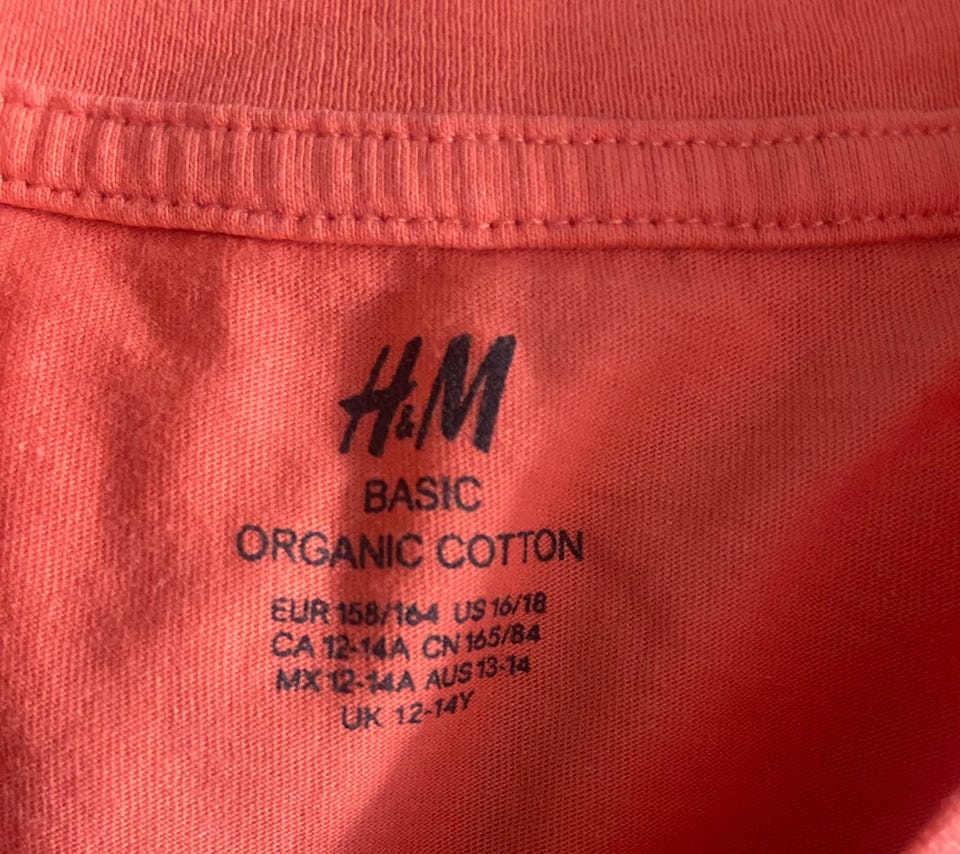 H&M
BASIC
ORGANIC COTTON
EUR 158/164 US 16/18
CA 12-14A CN 165/84
MX 12-14A AUS 13-14
UK 12-14Y